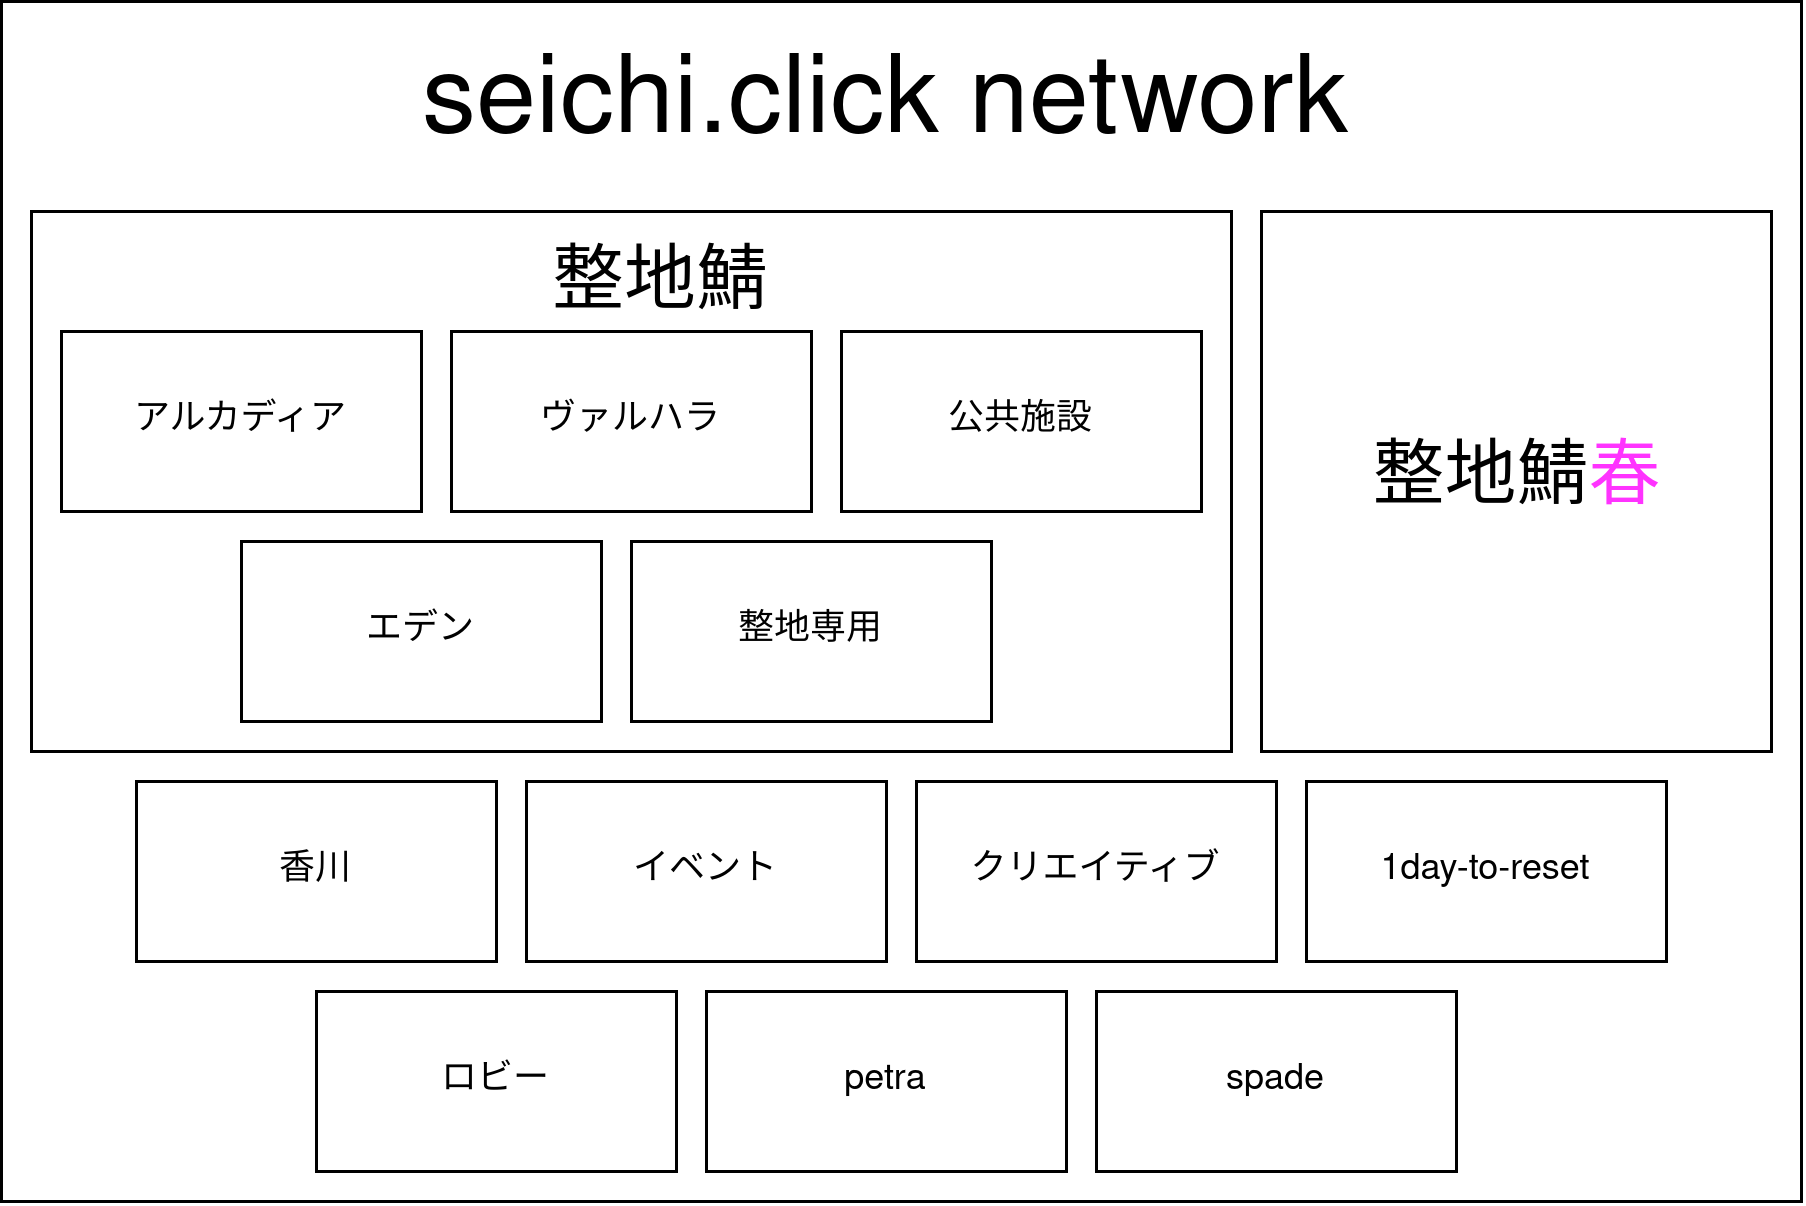 seichi.click network
整地鯖
アルカディア
ヴァルハラ
公共施設
エデン
整地専用
整地鯖春
香川
イベント
クリエイティブ
1day-to-reset
ロビー
petra
spade